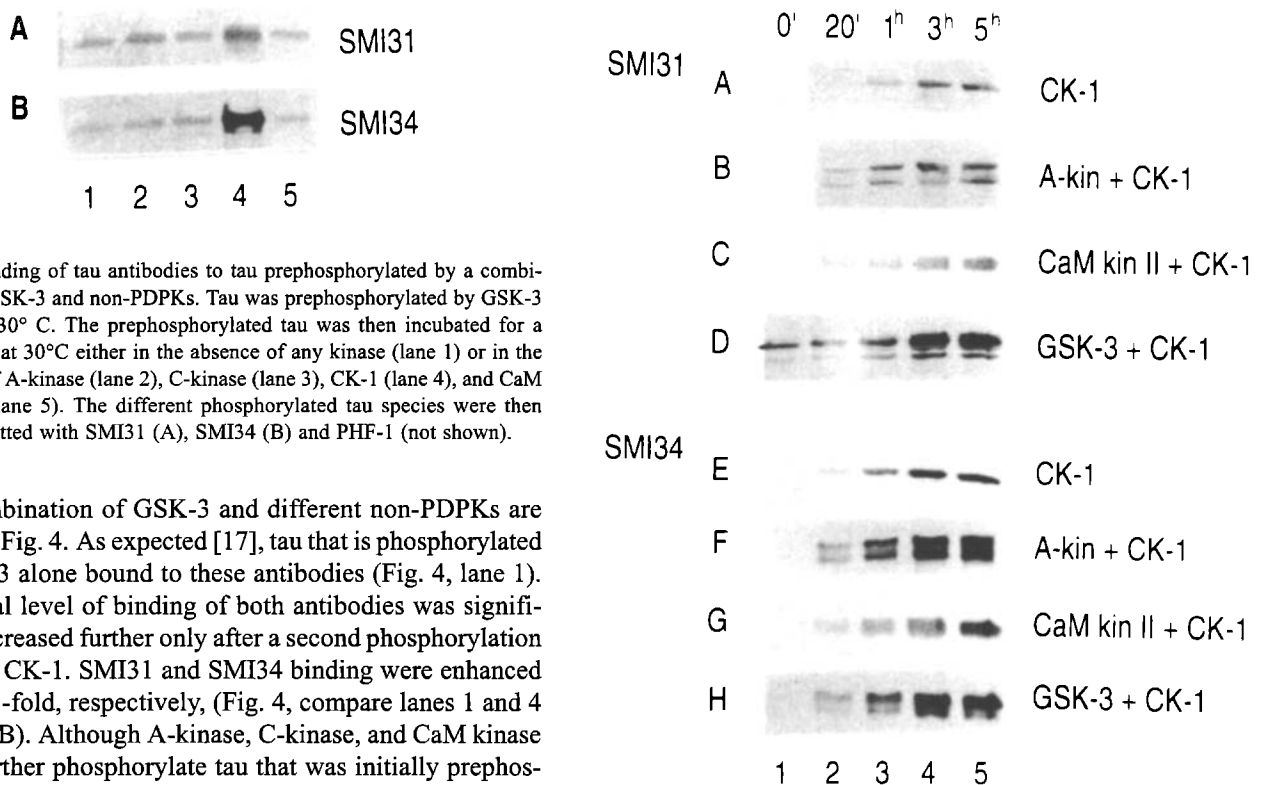 A SMI31
B SMI34
1 2 3 4 5
ding of tau antibodies to tau prephosphorylated by a combi-
SK-3 and non-PDPKs. Tau was prephosphorylated by GSK-3
30° C. The prephosphorylated tau was then incubated for a
at 30°C either in the absence of any kinase (lane 1) or in the
A-kinase (lane 2), C-kinase (lane 3), CK-1 (lane 4), and CaM
ane 5). The different phosphorylated tau species were then
tted with SMI31 (A), SMI34 (B) and PHF-1 (not shown).
nbination of GSK-3 and different non-PDPKs are
Fig. 4. As expected [17], tau that is phosphorylated
3 alone bound to these antibodies (Fig. 4, lane 1).
al level of binding of both antibodies was signifi-
creased further only after a second phosphorylation
CK-1. SMI31 and SMI34 binding were enhanced
-fold, respectively, (Fig. 4, compare lanes 1 and 4
B). Although A-kinase, C-kinase, and CaM kinase
rther phosphorylate tau that was initially prephos-
0' 20' 1h 3h 5h
SMI31
A CK-1
B A-kin + CK-1
C CaM kin II + CK-1
D GSK-3 + CK-1
SMI34
E CK-1
F A-kin + CK-1
G CaM kin II + CK-1
H GSK-3 + CK-1
1 2 3 4 5